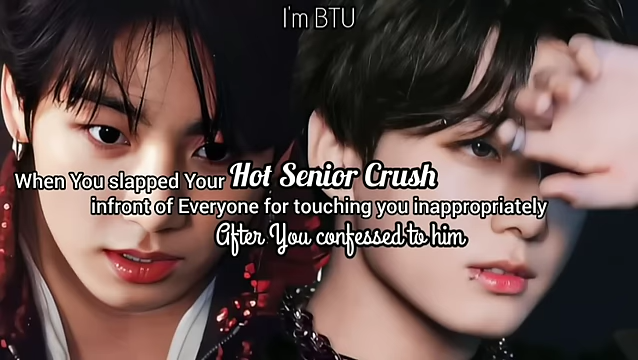 I'm BTU
When You slapped Your Hot Senior Crush
infront of Everyone for touching you inappropriately
After You confessed to him